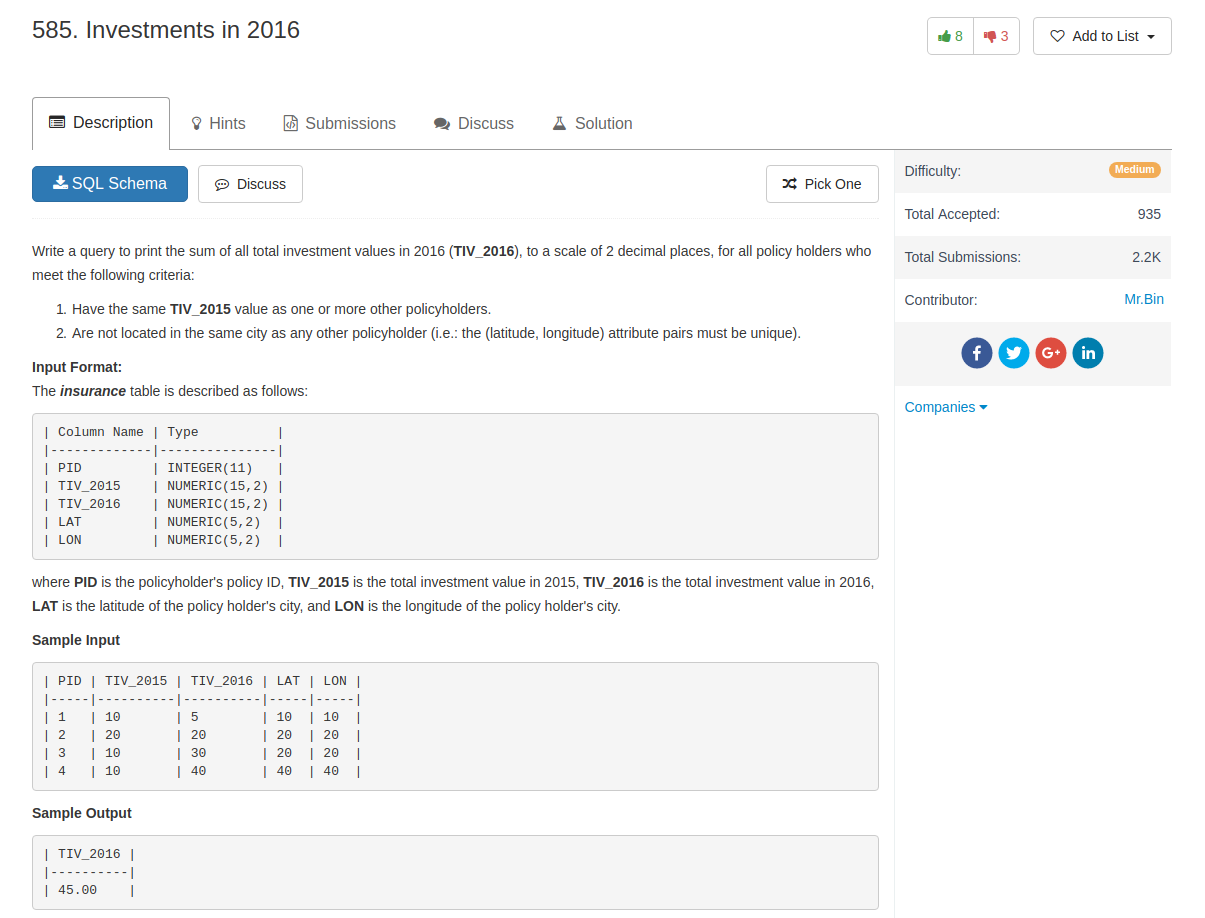 585. Investments in 2016
8
3
Add to List
Description
Hints
Submissions
Discuss
Solution
SQL Schema
Discuss
Pick One
Difficulty:
Medium
Total Accepted:
935
Total Submissions:
2.2K
Contributor:
Mr.Bin
Companies
Write a query to print the sum of all total investment values in 2016 (TIV_2016), to a scale of 2 decimal places, for all policy holders who
meet the following criteria:
1. Have the same TIV_2015 value as one or more other policyholders.
2. Are not located in the same city as any other policyholder (i.e.: the (latitude, longitude) attribute pairs must be unique).
Input Format:
The insurance table is described as follows:
| Column Name | Type          |
|-------------|---------------|
| PID         | INTEGER(11)   |
| TIV_2015    | NUMERIC(15,2) |
| TIV_2016    | NUMERIC(15,2) |
| LAT         | NUMERIC(5,2)  |
| LON         | NUMERIC(5,2)  |
where PID is the policyholder's policy ID, TIV_2015 is the total investment value in 2015, TIV_2016 is the total investment value in 2016,
LAT is the latitude of the policy holder's city, and LON is the longitude of the policy holder's city.
Sample Input
| PID | TIV_2015 | TIV_2016 | LAT | LON |
|-----|----------|----------|-----|-----|
| 1   | 10       | 5        | 10  | 10  |
| 2   | 20       | 20       | 20  | 20  |
| 3   | 10       | 30       | 20  | 20  |
| 4   | 10       | 40       | 40  | 40  |
Sample Output
| TIV_2016 |
|----------|
| 45.00    |